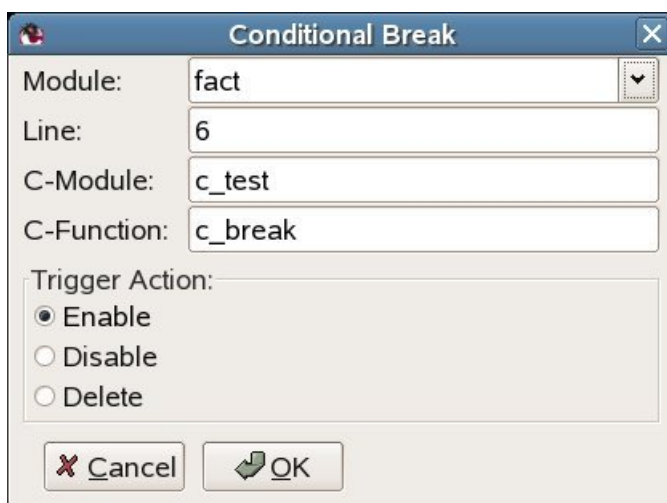 Conditional Break
Module: fact
Line: 6
C-Module: c_test
C-Function: c_break
Trigger Action:
Enable
Disable
Delete
Cancel OK